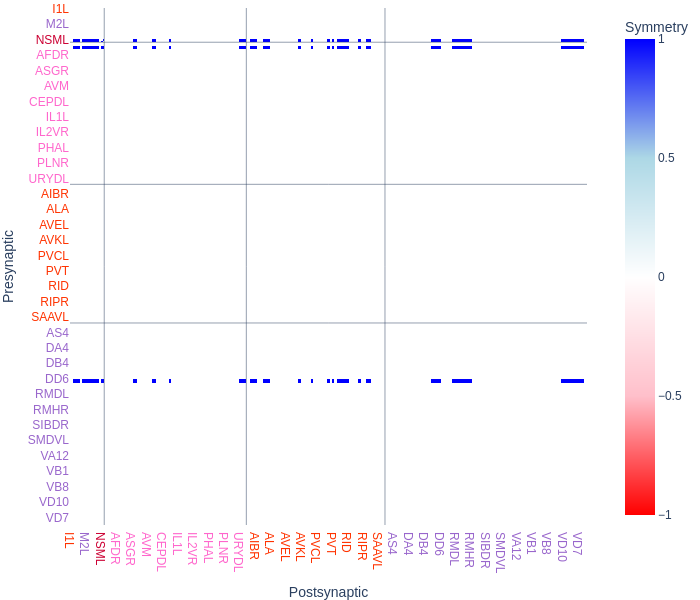 Symmetry
1
0.5
0
−0.5
−1
Presynaptic
I1L
M2L
NSML
AFDR
ASGR
AVM
CEPDL
IL1L
IL2VR
PHAL
PLNR
URYDL
AIBR
ALA
AVEL
AVKL
PVCL
PVT
RID
RIPR
SAAVL
AS4
DA4
DB4
DD6
RMDL
RMHR
SIBDR
SMDVL
VA12
VB1
VB8
VD10
VD7
I1L
M2L
NSML
AFDR
ASGR
AVM
CEPDL
IL1L
IL2VR
PHAL
PLNR
URYDL
AIBR
ALA
AVEL
AVKL
PVCL
PVT
RID
RIPR
SAAVL
AS4
DA4
DB4
DD6
RMDL
RMHR
SIBDR
SMDVL
VA12
VB1
VB8
VD10
VD7
Postsynaptic